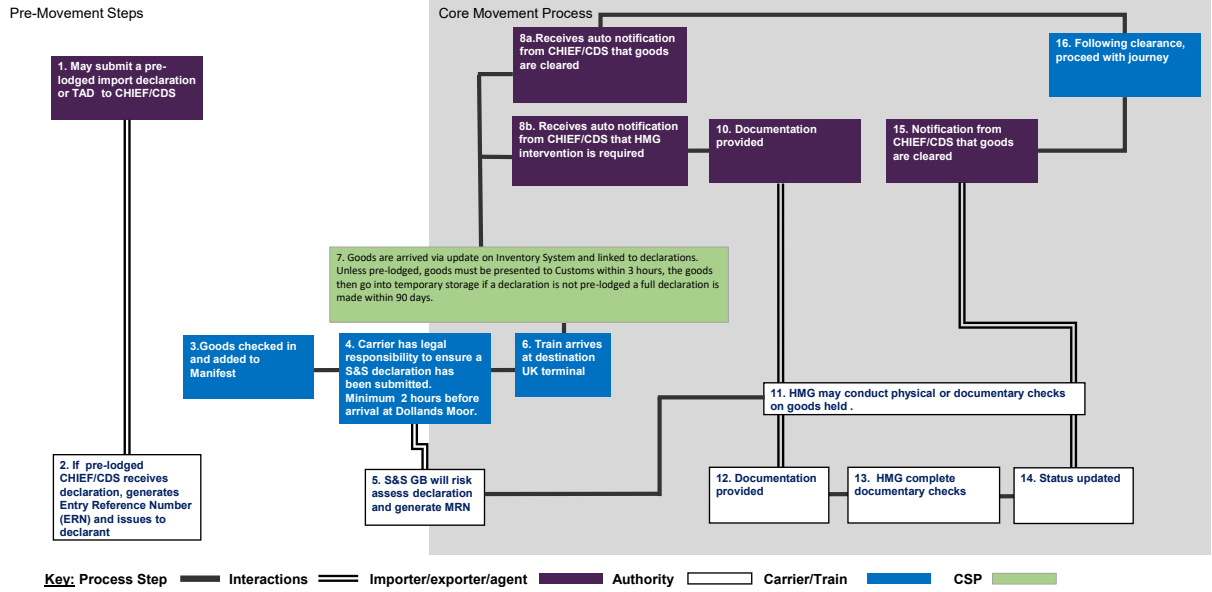 Pre-Movement Steps
Core Movement Process
1. May submit a pre-
lodged import declaration
or TAD to CHIEF/CDS
8a.Receives auto notification
from CHIEF/CDS that goods
are cleared
16. Following clearance,
proceed with journey
8b. Receives auto notification
from CHIEF/CDS that HMG
intervention is required
10. Documentation
provided
15. Notification from
CHIEF/CDS that goods
are cleared
7. Goods are arrived via update on Inventory System and linked to declarations.
Unless pre-lodged, goods must be presented to Customs within 3 hours, the goods
then go into temporary storage if a declaration is not pre-lodged a full declaration is
made within 90 days.
3.Goods checked in
and added to
Manifest
4. Carrier has legal
responsibility to ensure a
S&S declaration has
been submitted.
Minimum 2 hours before
arrival at Dollands Moor.
6. Train arrives
at destination
UK terminal
11. HMG may conduct physical or documentary checks
on goods held .
2. If pre-lodged
CHIEF/CDS receives
declaration, generates
Entry Reference Number
(ERN) and issues to
declarant
5. S&S GB will risk
assess declaration
and generate MRN
12. Documentation
provided
13. HMG complete
documentary checks
14. Status updated
Key: Process Step Interactions Importer/exporter/agent Authority Carrier/Train CSP